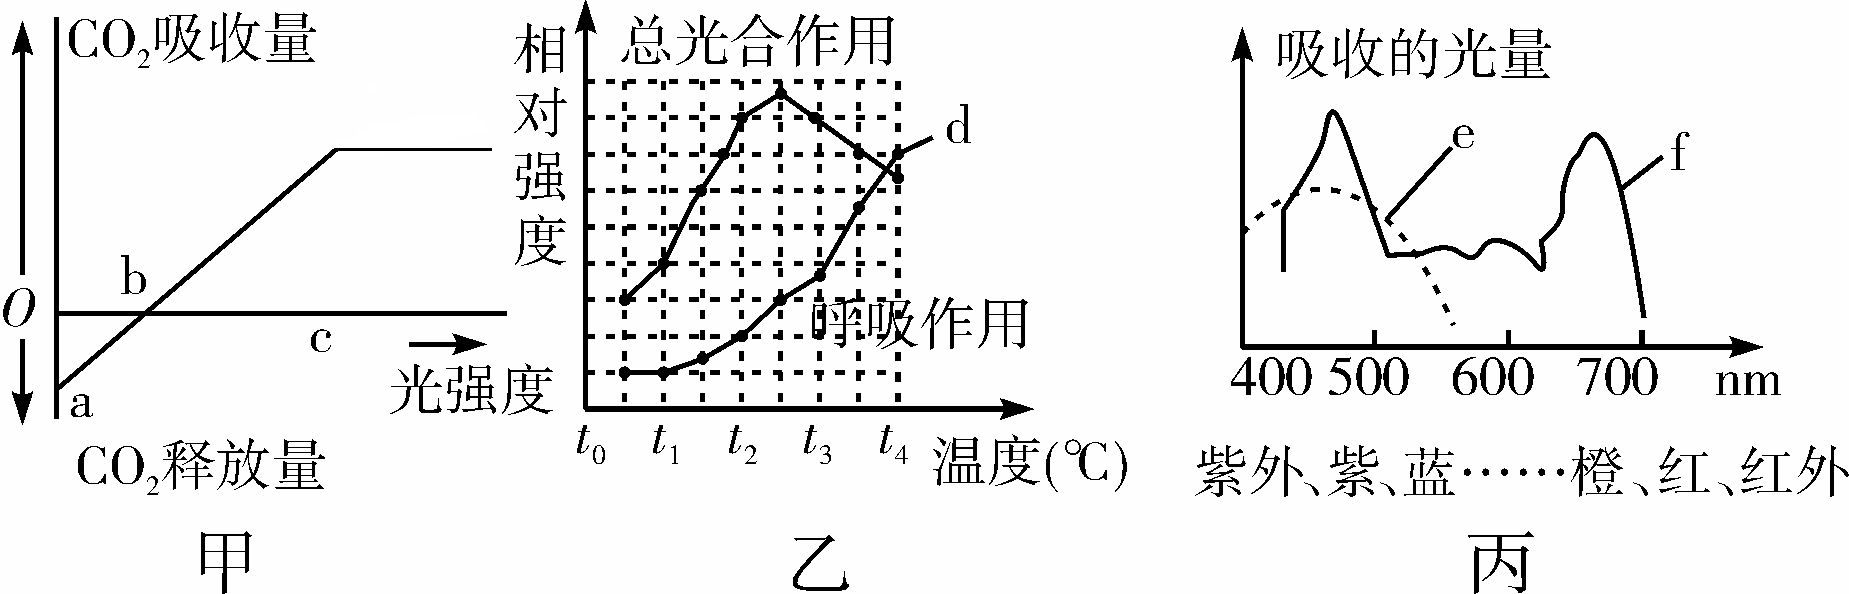 CO₂吸收量
b
O
c
光强度
a
CO₂释放量
甲
相对强度
总光合作用
d
呼吸作用
t₀ t₁ t₂ t₃ t₄ 温度(℃)
乙
吸收的光量
e
f
400 500 600 700 nm
紫外、紫、蓝……橙、红、红外
丙